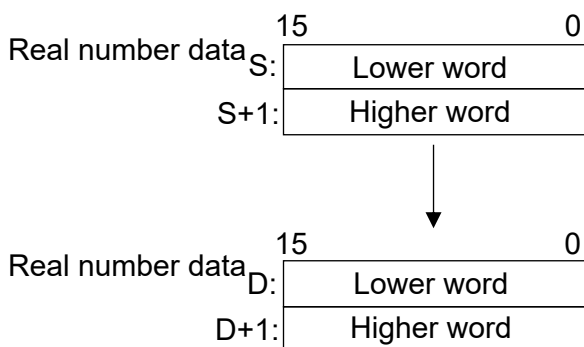 15 0
Real number data S: Lower word
S+1: Higher word
15 0
Real number data D: Lower word
D+1: Higher word